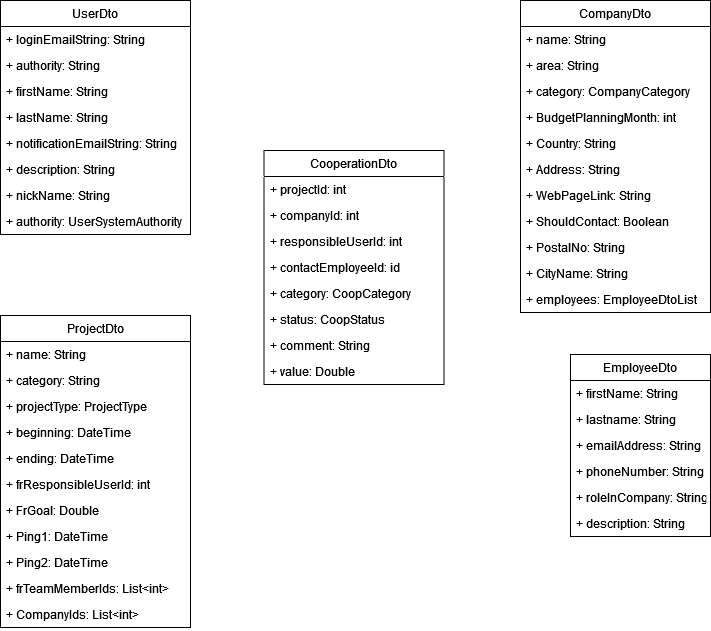 UserDto
+ loginEmailString: String
+ authority: String
+ firstName: String
+ lastName: String
+ notificationEmailString: String
+ description: String
+ nickName: String
+ authority: UserSystemAuthority
CooperationDto
+ projectId: int
+ companyId: int
+ responsibleUserId: int
+ contactEmployeeId: id
+ category: CoopCategory
+ status: CoopStatus
+ comment: String
+ value: Double
CompanyDto
+ name: String
+ area: String
+ category: CompanyCategory
+ BudgetPlanningMonth: int
+ Country: String
+ Address: String
+ WebPageLink: String
+ ShouldContact: Boolean
+ PostalNo: String
+ CityName: String
+ employees: EmployeeDtoList
ProjectDto
+ name: String
+ category: String
+ projectType: ProjectType
+ beginning: DateTime
+ ending: DateTime
+ frResponsibleUserId: int
+ FrGoal: Double
+ Ping1: DateTime
+ Ping2: DateTime
+ frTeamMemberIds: List<int>
+ CompanyIds: List<int>
EmployeeDto
+ firstName: String
+ lastname: String
+ emailAddress: String
+ phoneNumber: String
+ roleInCompany: String
+ description: String